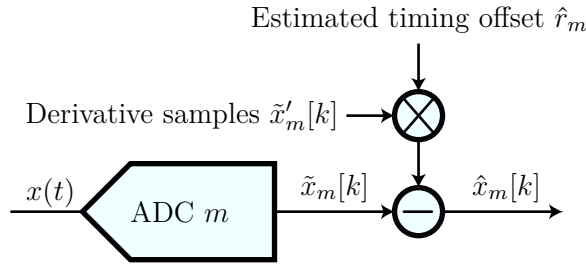 Estimated timing offset r̂_m
Derivative samples x̃′_m[k]
x(t)
ADC m
x̃_m[k]
x̂_m[k]